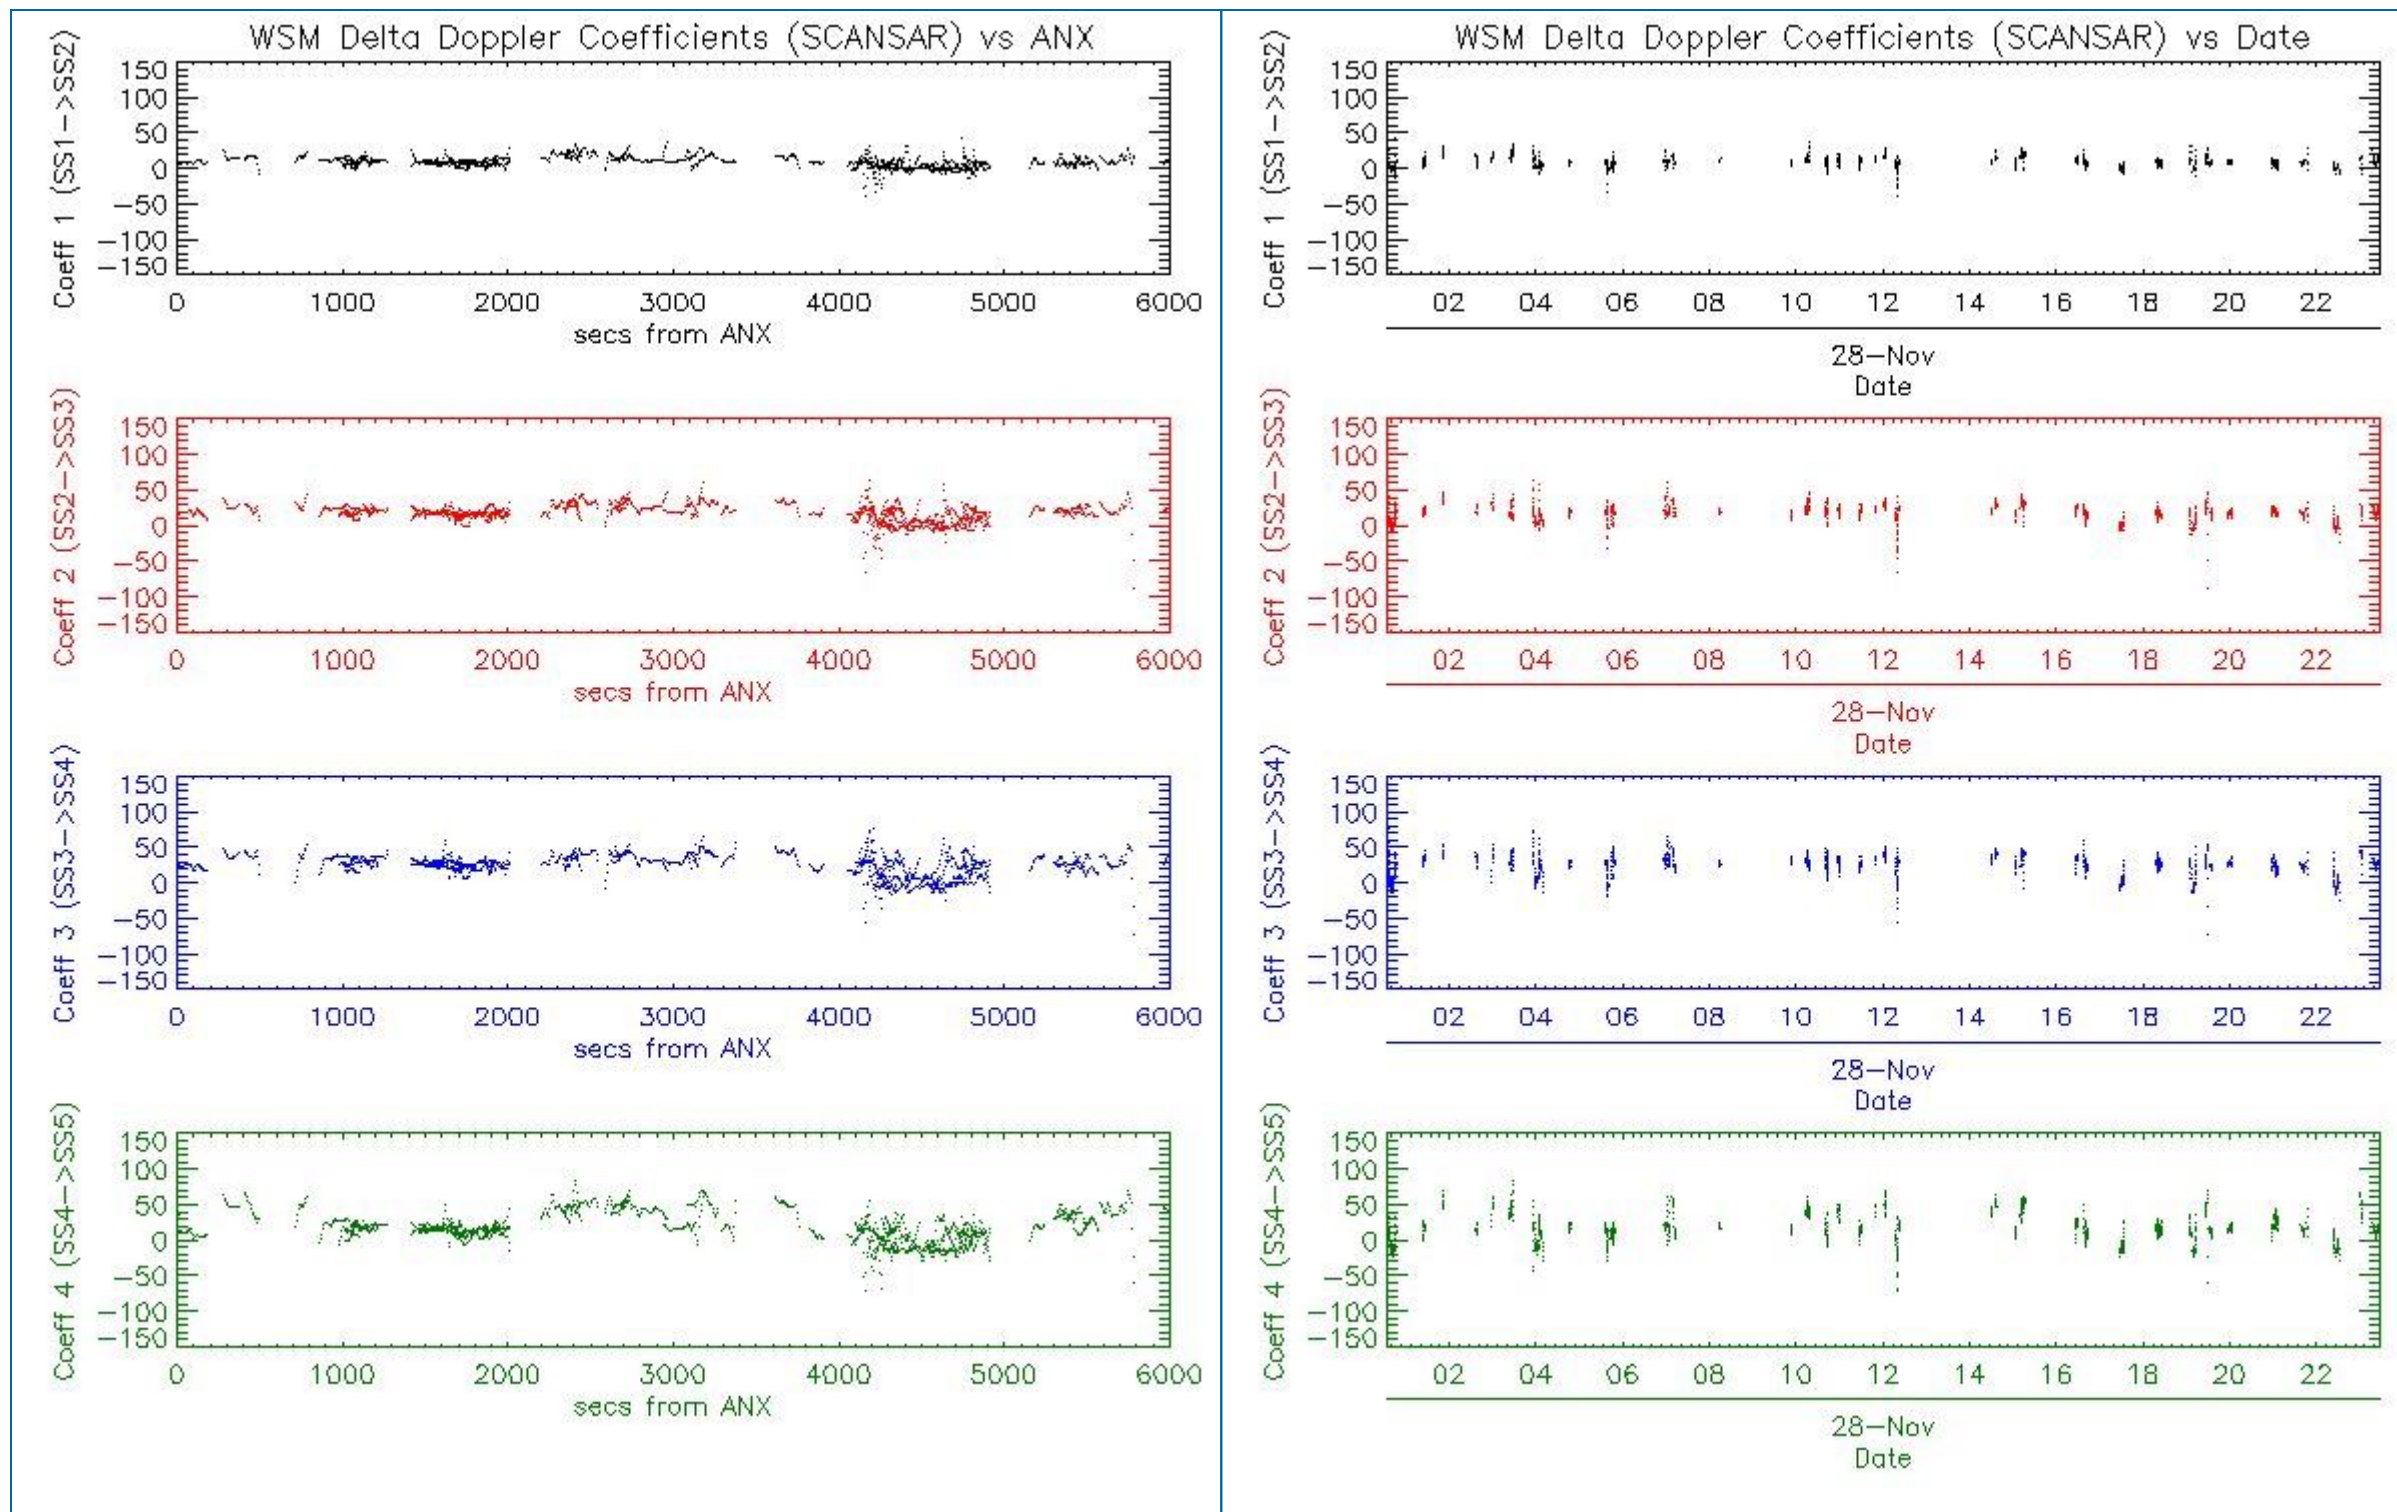 WSM Delta Doppler Coefficients (SCANSAR) vs ANX
Coeff 1 (SS1->SS2)
150
100
50
0
-50
-100
-150
0 1000 2000 3000 4000 5000 6000
secs from ANX
Coeff 2 (SS2->SS3)
150
100
50
0
-50
-100
-150
0 1000 2000 3000 4000 5000 6000
secs from ANX
Coeff 3 (SS3->SS4)
150
100
50
0
-50
-100
-150
0 1000 2000 3000 4000 5000 6000
secs from ANX
Coeff 4 (SS4->SS5)
150
100
50
0
-50
-100
-150
0 1000 2000 3000 4000 5000 6000
secs from ANX
WSM Delta Doppler Coefficients (SCANSAR) vs Date
Coeff 1 (SS1->SS2)
150
100
50
0
-50
-100
-150
02 04 06 08 10 12 14 16 18 20 22
28-Nov
Date
Coeff 2 (SS2->SS3)
150
100
50
0
-50
-100
-150
02 04 06 08 10 12 14 16 18 20 22
28-Nov
Date
Coeff 3 (SS3->SS4)
150
100
50
0
-50
-100
-150
02 04 06 08 10 12 14 16 18 20 22
28-Nov
Date
Coeff 4 (SS4->SS5)
150
100
50
0
-50
-100
-150
02 04 06 08 10 12 14 16 18 20 22
28-Nov
Date